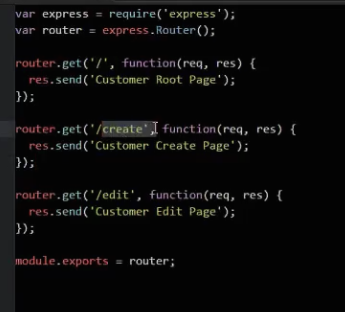 var express = require('express');
var router = express.Router();
router.get('/', function(req, res) {
res.send('Customer Root Page');
});
router.get('/create', function(req, res) {
res.send('Customer Create Page');
});
router.get('/edit', function(req, res) {
res.send('Customer Edit Page');
});
module.exports = router;